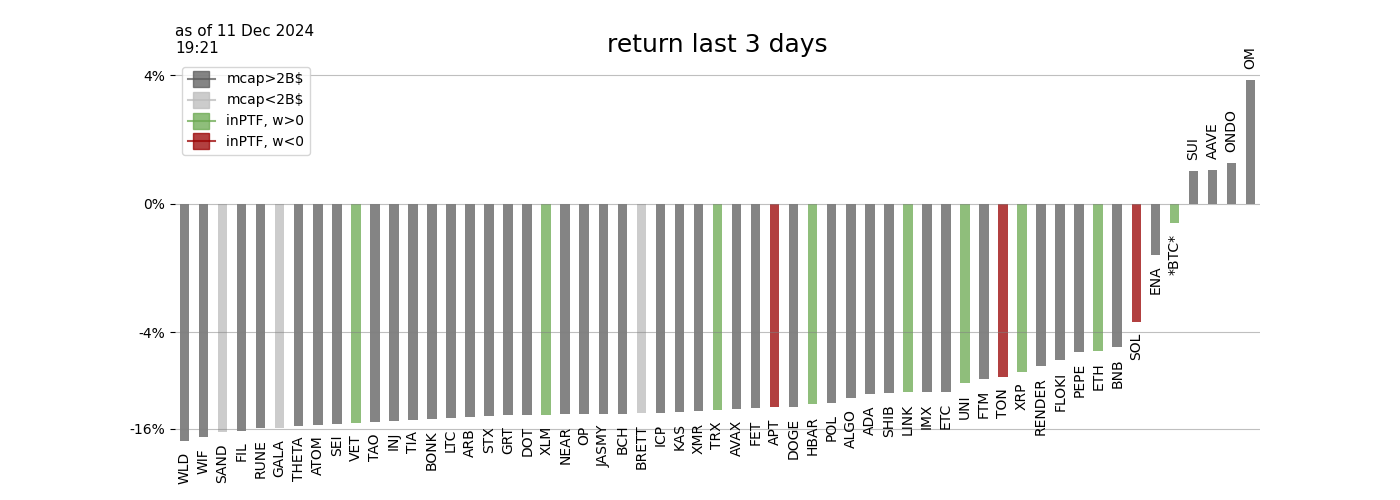 as of 11 Dec 2024
19:21
return last 3 days
mcap>2B$
mcap<2B$
inPTF, w>0
inPTF, w<0
4%
0%
-4%
-16%
WLD
WIF
SAND
FIL
RUNE
GALA
THETA
ATOM
SEI
VET
TAO
INJ
TIA
BONK
LTC
ARB
STX
GRT
DOT
XLM
NEAR
OP
JASMY
BCH
BRETT
ICP
KAS
XMR
TRX
AVAX
FET
APT
DOGE
HBAR
POL
ALGO
ADA
SHIB
LINK
IMX
ETC
UNI
FTM
TON
XRP
RENDER
FLOKI
PEPE
ETH
BNB
SOL
ENA
*BTC*
SUI
AAVE
ONDO
OM